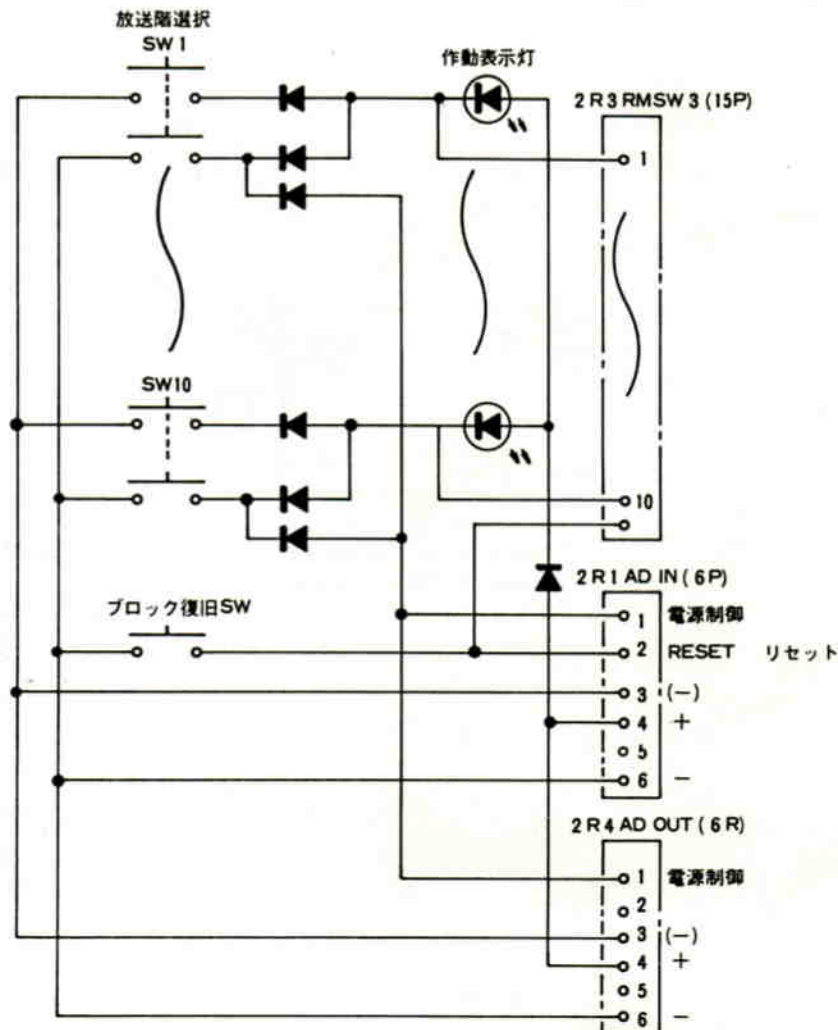 放送階選択
SW 1
作動表示灯
2 R 3 RMSW 3 (15P)
1
SW10
10
2 R 1 AD IN ( 6 P)
ブロック復旧SW
1 電源制御
2 RESET リセット
3 (−)
4 +
5
6 −
2 R 4 AD OUT ( 6 R)
1 電源制御
2
3 (−)
4 +
5
6 −